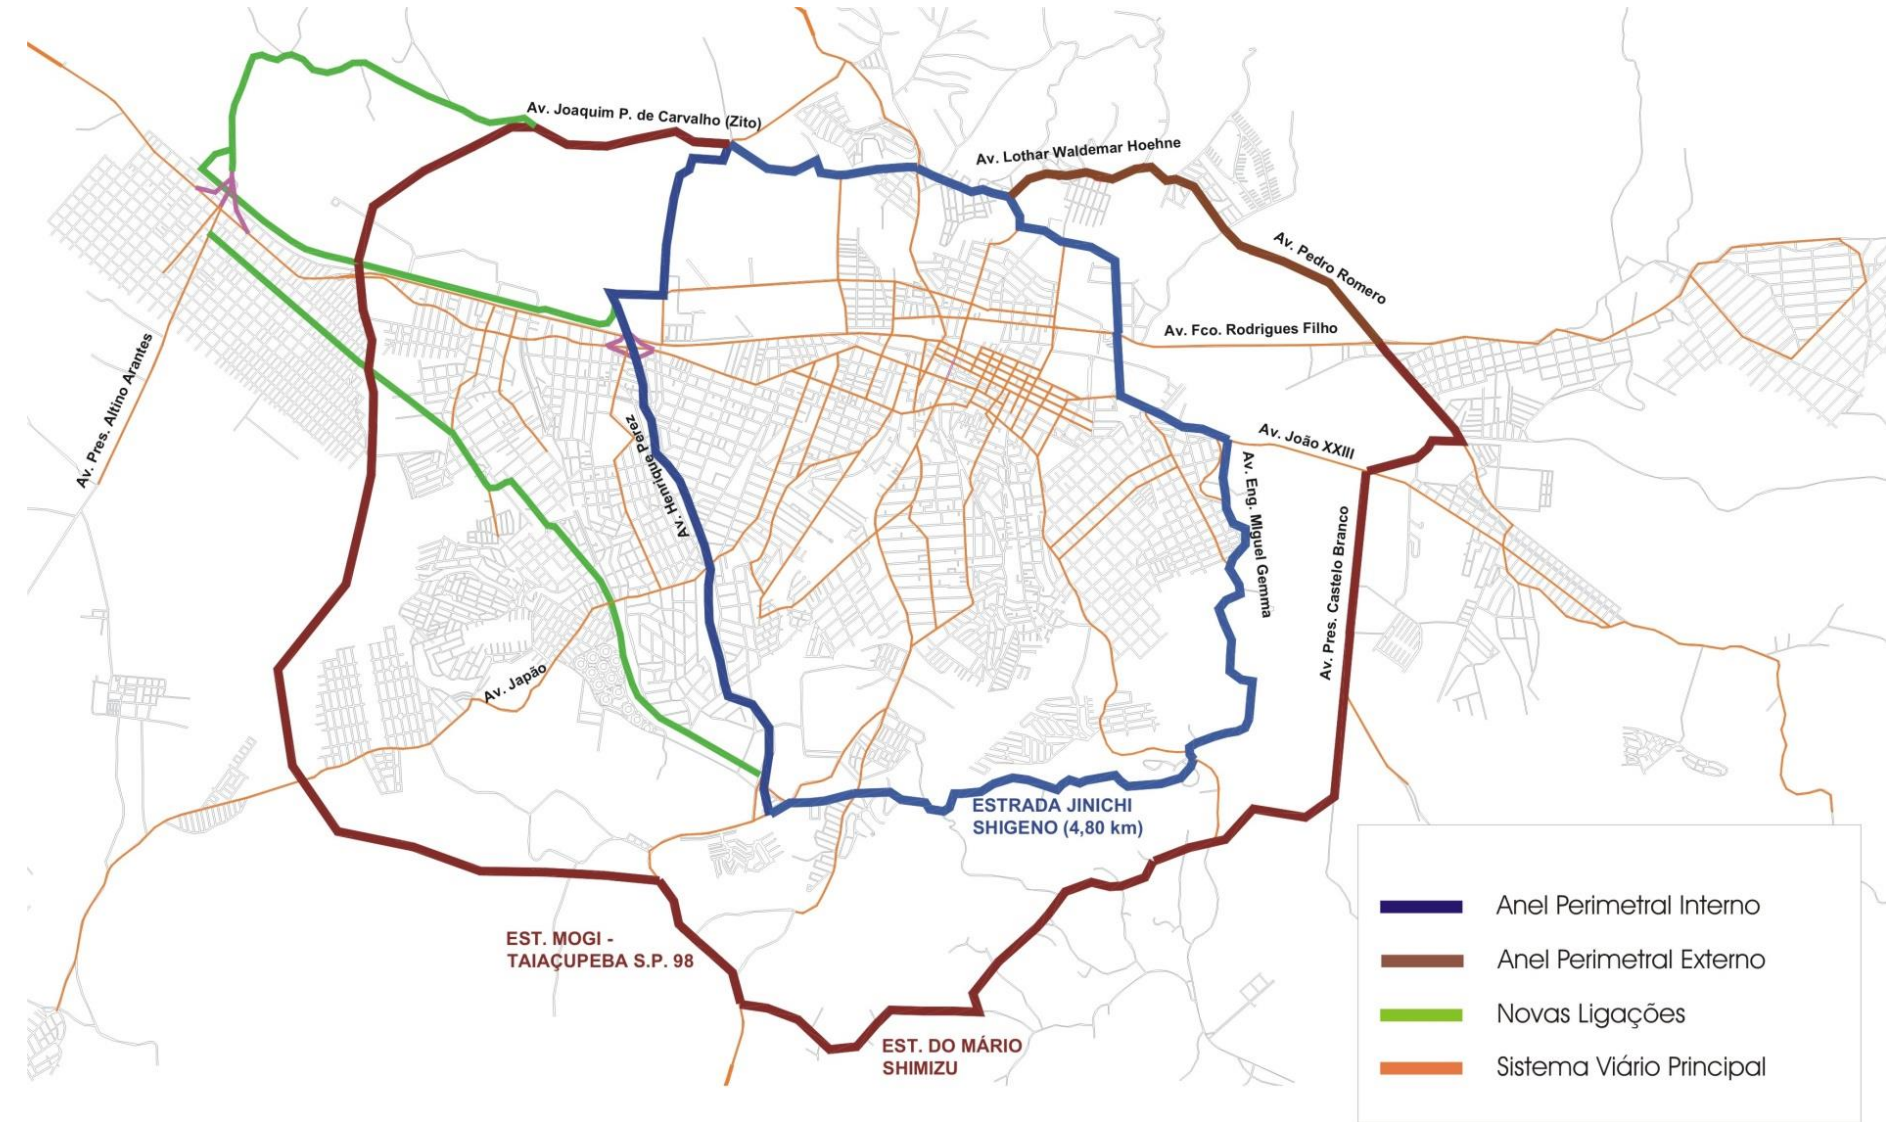 Av. Joaquim P. de Carvalho (Zito)
Av. Lothar Waldemar Hoehne
Av. Pedro Romero
Av. Fco. Rodrigues Filho
Av. Pres. Altino Arantes
Av. Henrique Perez
Av. João XXIII
Av. Eng. MIguel Gemma
Av. Pres. Castelo Branco
Av. Japão
ESTRADA JINICHI
SHIGENO (4,80 km)
EST. MOGI -
TAIAÇUPEBA S.P. 98
EST. DO MÁRIO
SHIMIZU
Anel Perimetral Interno
Anel Perimetral Externo
Novas Ligações
Sistema Viário Principal